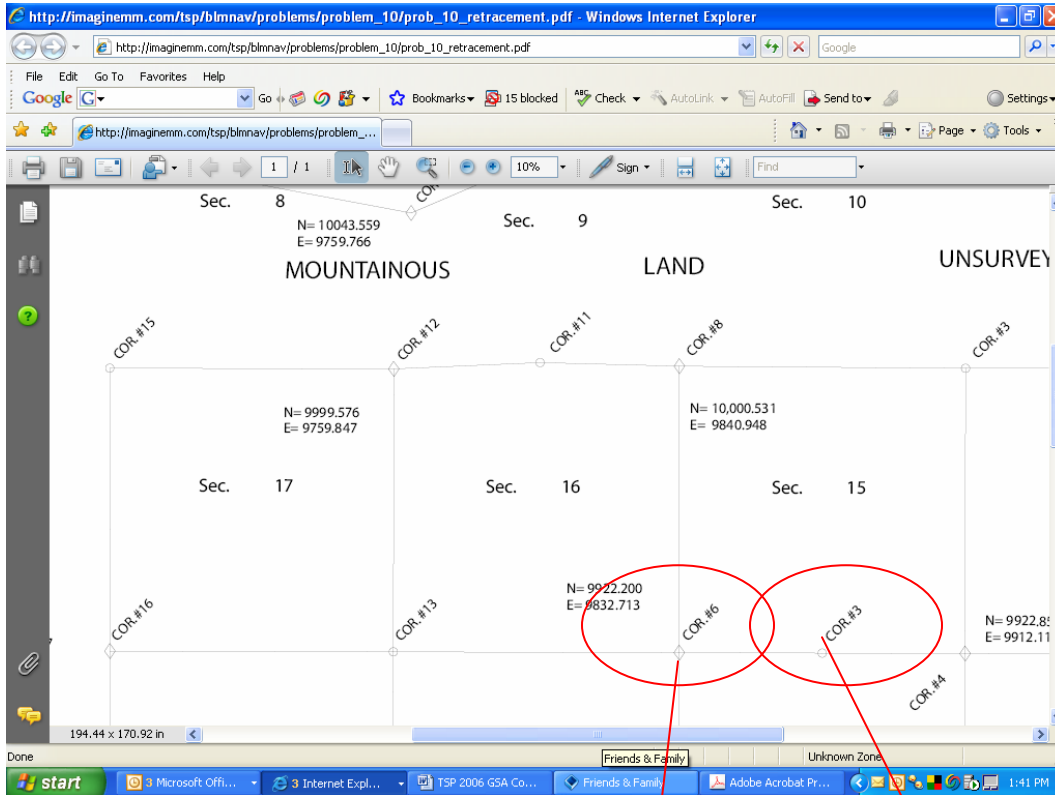 http://imaginemm.com/tsp/blmnav/problems/problem_10/prob_10_retracement.pdf - Windows Internet Explorer
http://imaginemm.com/tsp/blmnav/problems/problem_10/prob_10_retracement.pdf
Google
File Edit Go To Favorites Help
Google G Go Bookmarks 15 blocked ABC Check AutoLink AutoFill Send to Settings
http://imaginemm.com/tsp/blmnav/problems/problem_...
Page Tools
1 / 1 10% Sign Find
Sec. 8
N= 10043.559
E= 9759.766
Sec. 9
Sec. 10
MOUNTAINOUS LAND UNSURVEY
COR.#15
COR.#12
COR.#11
COR.#8
COR.#3
N= 9999.576
E= 9759.847
N= 10,000.531
E= 9840.948
Sec. 17
Sec. 16
Sec. 15
N= 9922.200
E= 9832.713
COR.#16
COR.#13
COR.#6
COR.#3
N= 9922.8
E= 9912.11
COR.#4
194.44 x 170.92 in
Done
Friends & Family
Unknown Zone
start
3 Microsoft Offi...
3 Internet Expl...
TSP 2006 GSA Co...
Friends & Family
Adobe Acrobat Pr...
1:41 PM